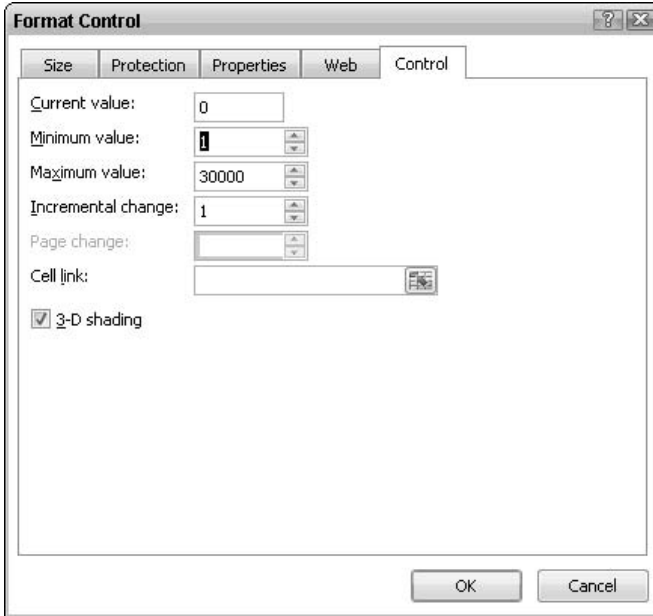 Format Control
Size Protection Properties Web Control
Current value: 0
Minimum value: 1
Maximum value: 30000
Incremental change: 1
Page change:
Cell link:
3-D shading
OK Cancel